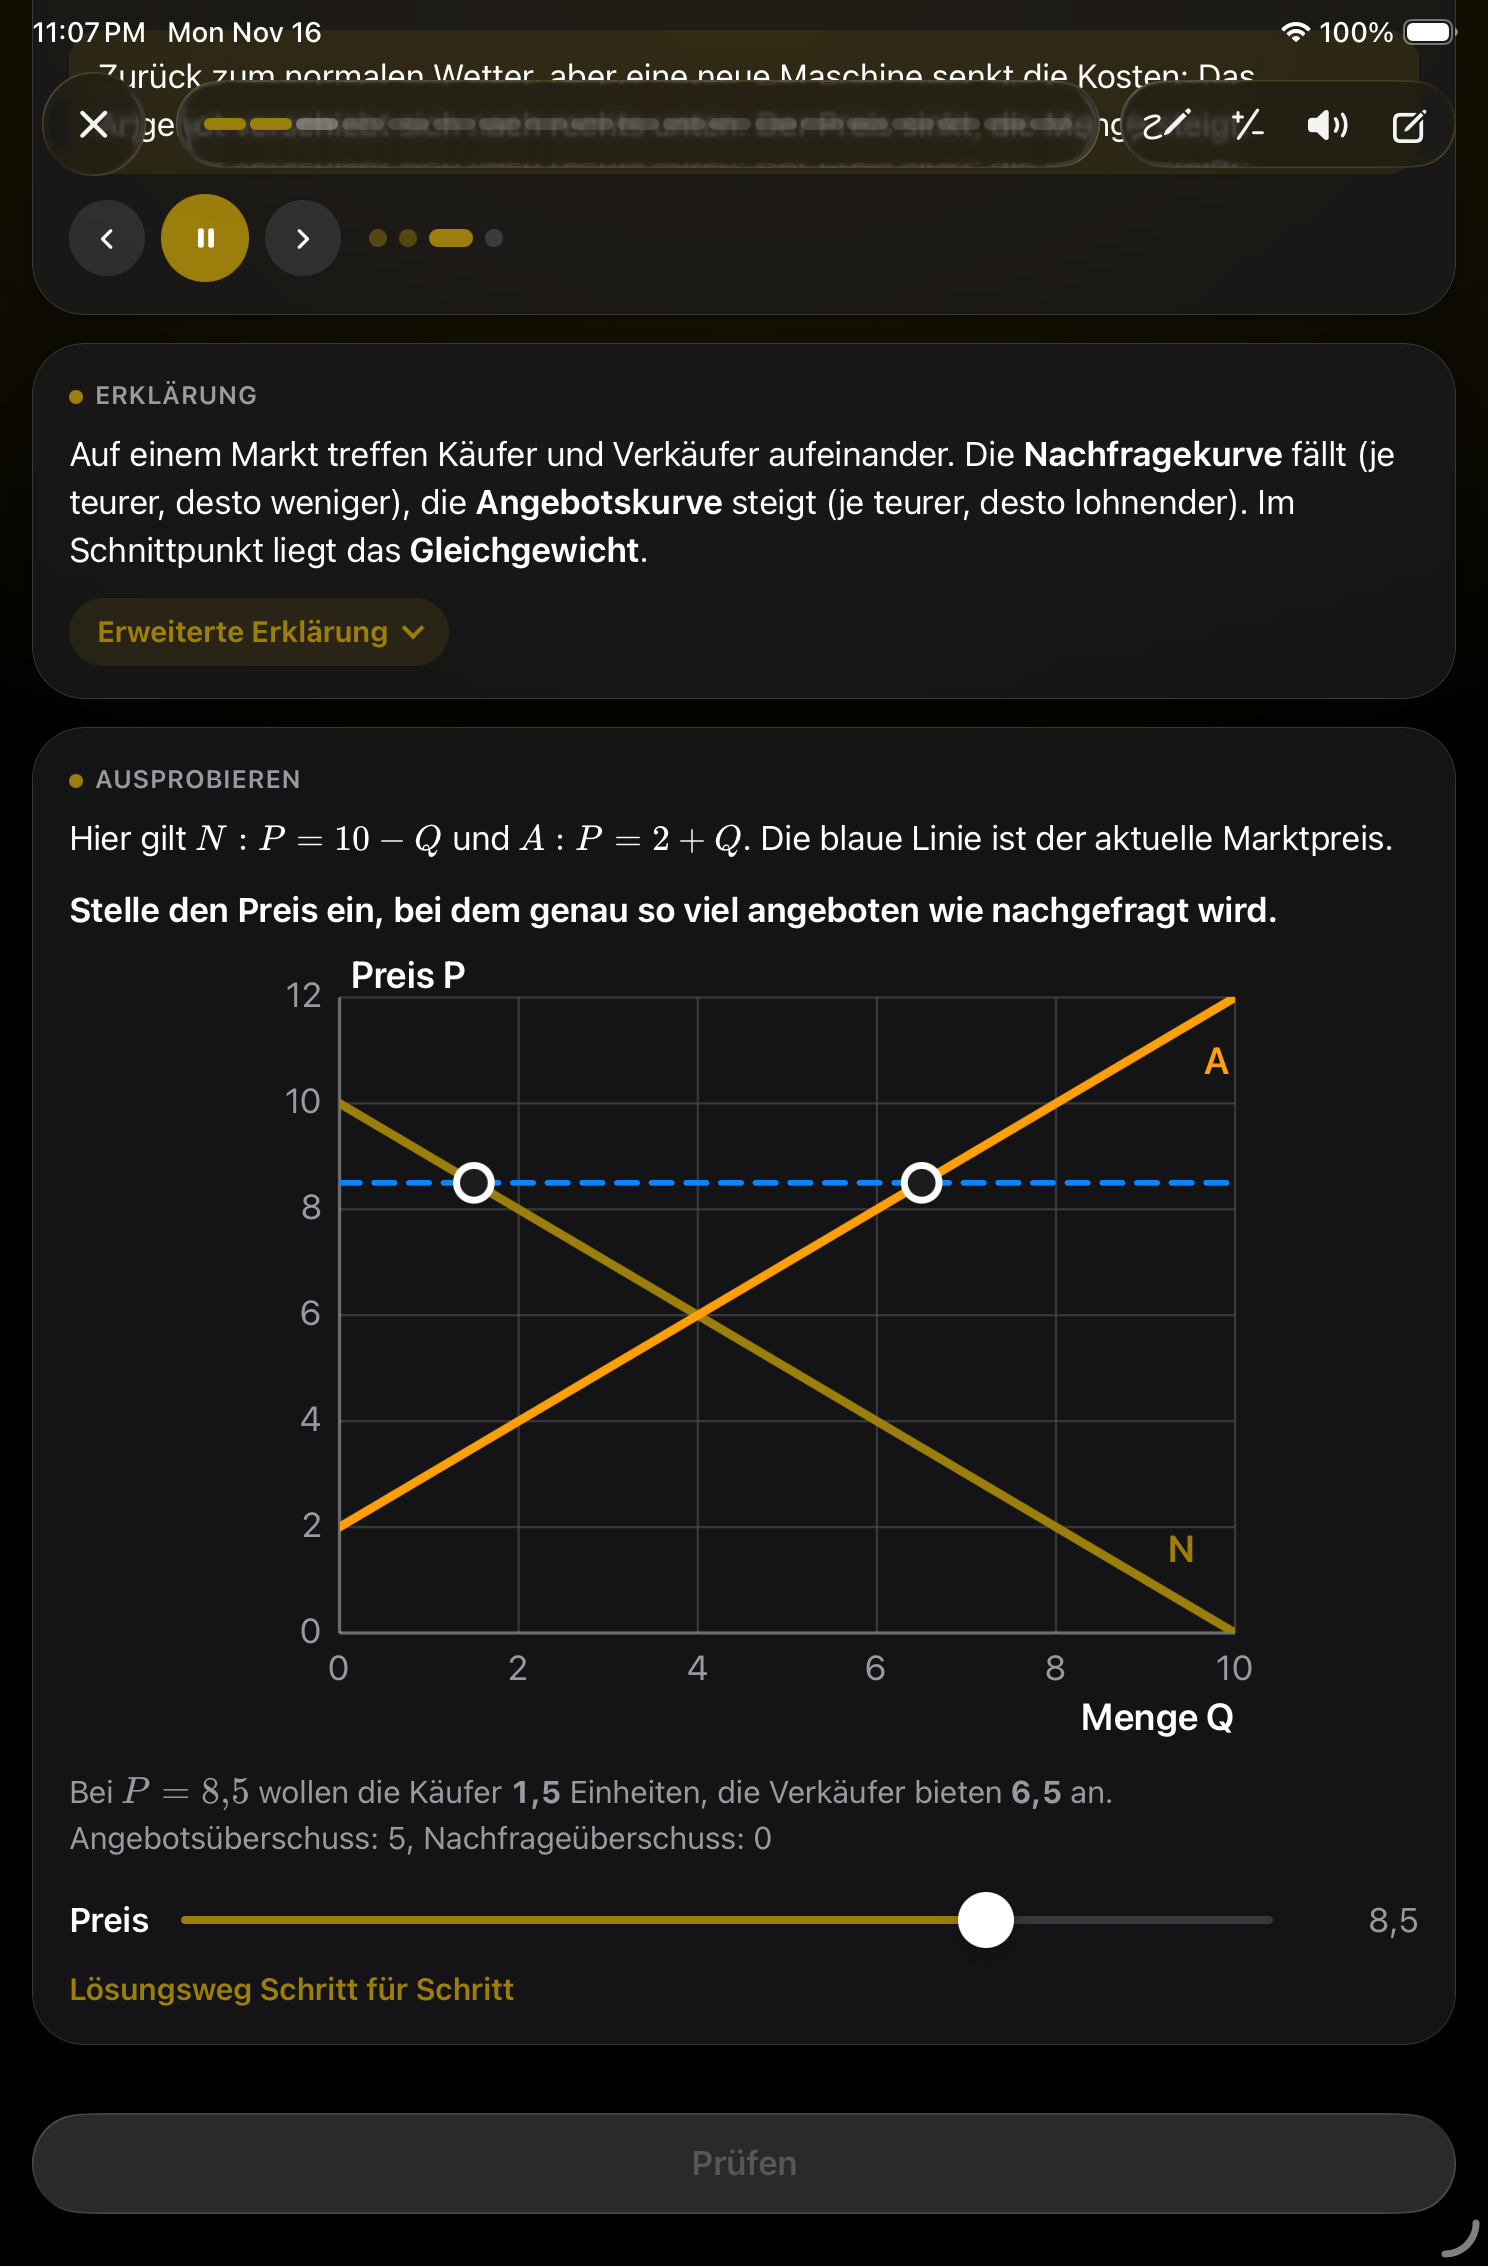 11:07 PM Mon Nov 16
100%
Zurück zum normalen Wetter, aber eine neue Maschine senkt die Kosten: Das
ERKLÄRUNG
Auf einem Markt treffen Käufer und Verkäufer aufeinander. Die Nachfragekurve fällt (je
teurer, desto weniger), die Angebotskurve steigt (je teurer, desto lohnender). Im
Schnittpunkt liegt das Gleichgewicht.
Erweiterte Erklärung
AUSPROBIEREN
Hier gilt N : P = 10 − Q und A : P = 2 + Q. Die blaue Linie ist der aktuelle Marktpreis.
Stelle den Preis ein, bei dem genau so viel angeboten wie nachgefragt wird.
Preis P
12
A
10
8
6
4
2
N
0
0 2 4 6 8 10
Menge Q
Bei P = 8,5 wollen die Käufer 1,5 Einheiten, die Verkäufer bieten 6,5 an.
Angebotsüberschuss: 5, Nachfrageüberschuss: 0
Preis 8,5
Lösungsweg Schritt für Schritt
Prüfen